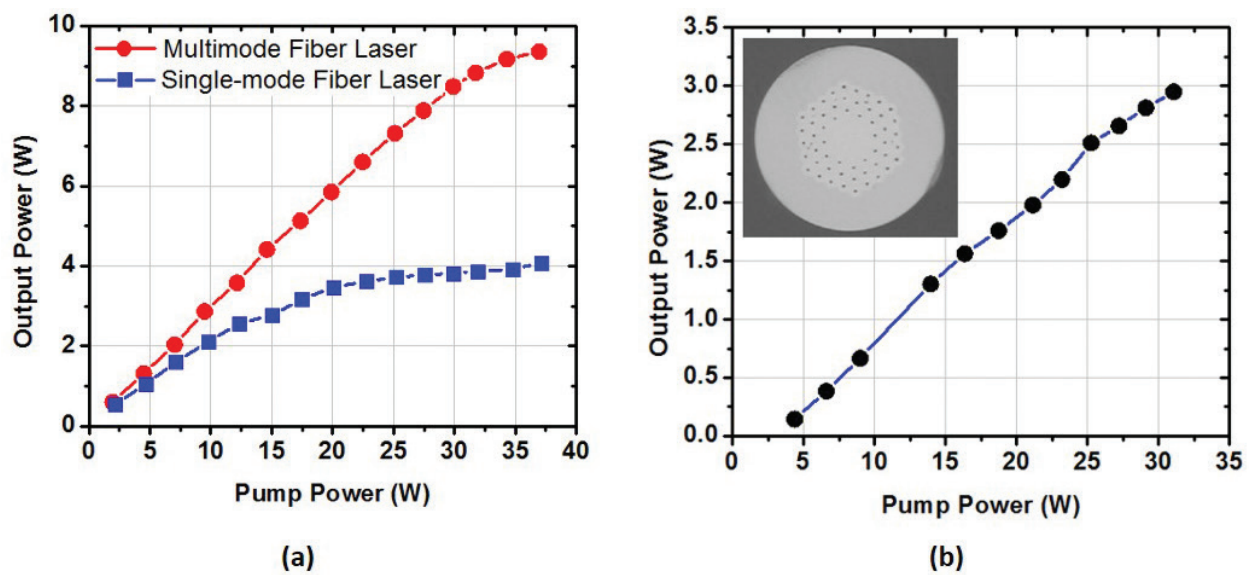 Multimode Fiber Laser
Single-mode Fiber Laser
Output Power (W)
10
8
6
4
2
0
0 5 10 15 20 25 30 35 40
Pump Power (W)
(a)
(b)
Output Power (W)
3.5
3.0
2.5
2.0
1.5
1.0
0.5
0.0
0 5 10 15 20 25 30 35
Pump Power (W)